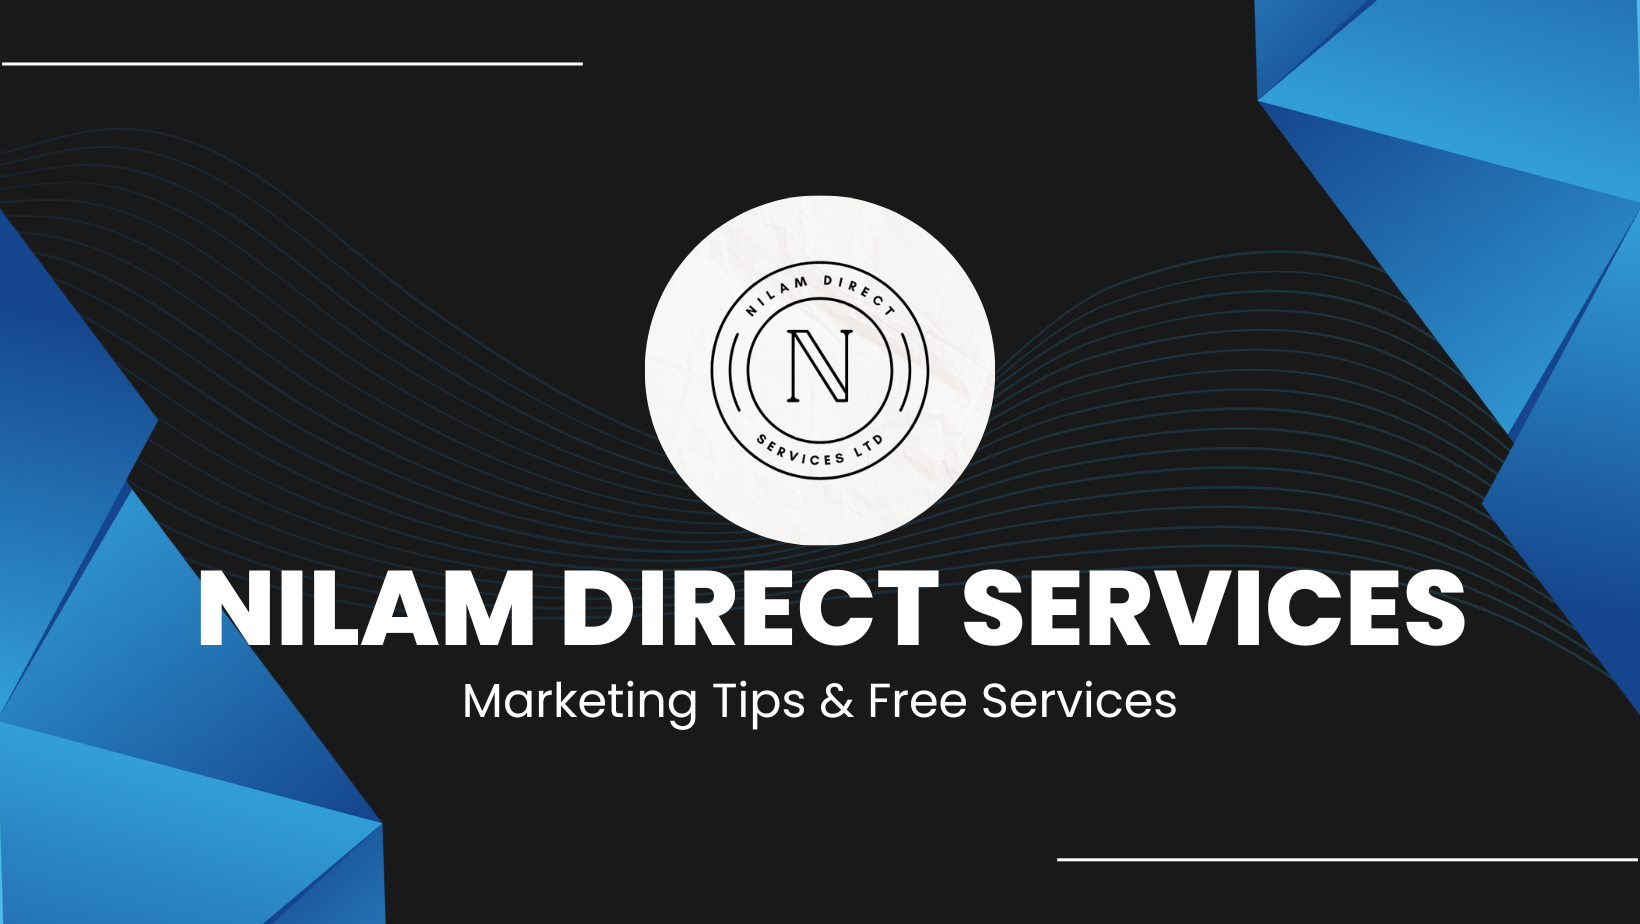 NILAM DIRECT
N
SERVICES LTD
NILAM DIRECT SERVICES
Marketing Tips & Free Services